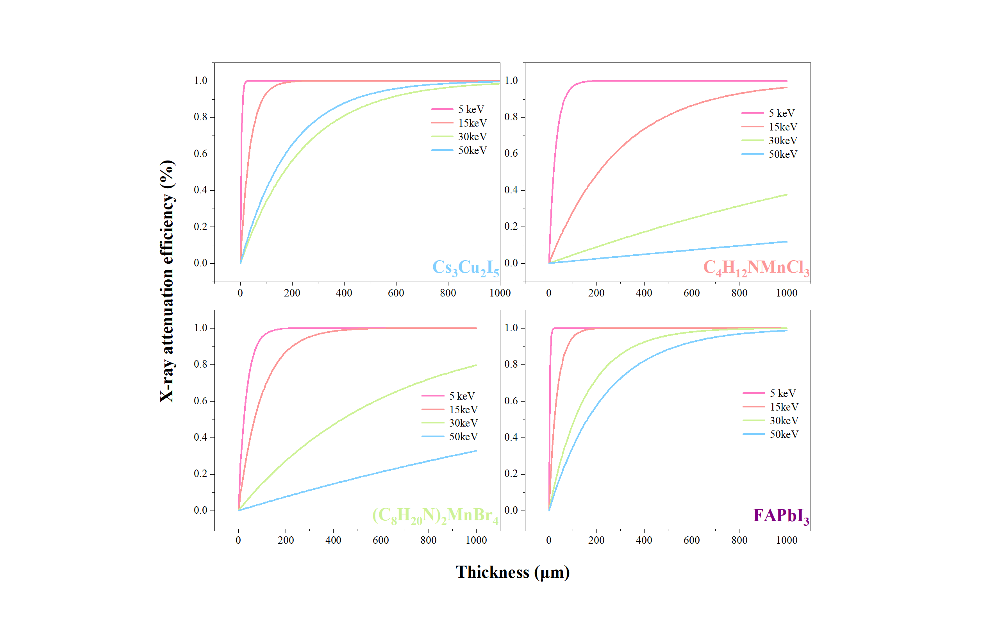 X-ray attenuation efficiency (%)
1.0
0.8
0.6
0.4
0.2
0.0
5 keV
15keV
30keV
50keV
Cs3Cu2I5
0 200 400 600 800 1000
1.0
0.8
0.6
0.4
0.2
0.0
5 keV
15keV
30keV
50keV
C4H12NMnCl3
0 200 400 600 800 1000
1.0
0.8
0.6
0.4
0.2
0.0
5 keV
15keV
30keV
50keV
(C8H20N)2MnBr4
0 200 400 600 800 1000
1.0
0.8
0.6
0.4
0.2
0.0
5 keV
15keV
30keV
50keV
FAPbI3
0 200 400 600 800 1000
Thickness (μm)